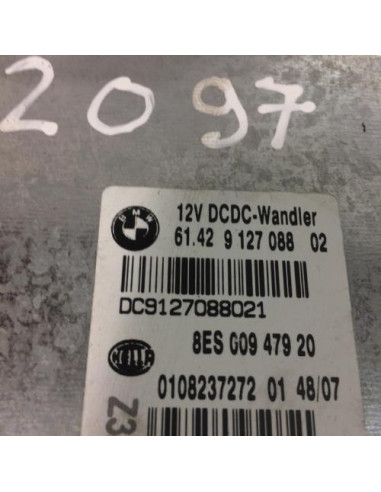 2097
BMW
12V DCDC-Wandler
61.42 9 127 088 02
DC9127088021
8ES 009 479 20
0108237272 01 48/07
Z3